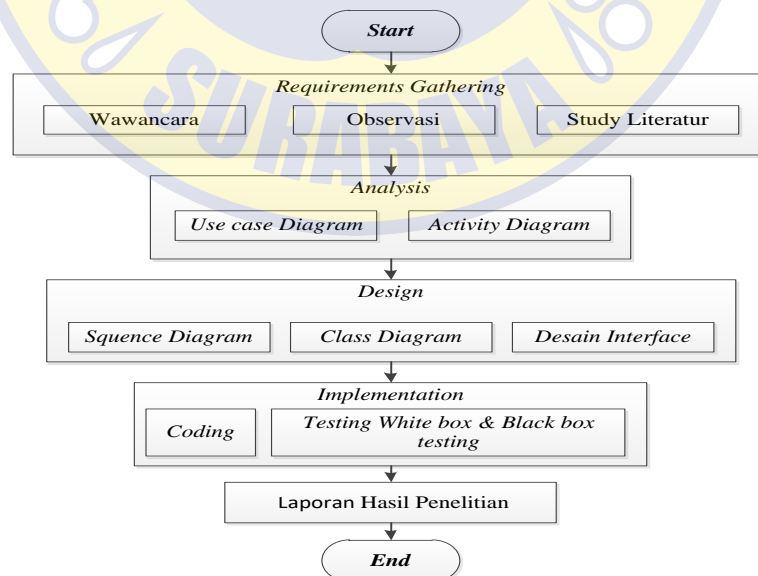 Start
Requirements Gathering
Wawancara Observasi Study Literatur
SURABAYA
Analysis
Use case Diagram Activity Diagram
Design
Squence Diagram Class Diagram Desain Interface
Implementation
Coding Testing White box & Black box
testing
Laporan Hasil Penelitian
End